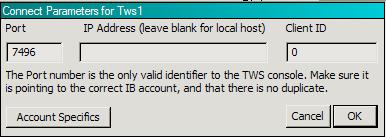 Connect Parameters for Tws1
Port IP Address (leave blank for local host) Client ID
7496 0
The Port number is the only valid identifier to the TWS console. Make sure it
is pointing to the correct IB account, and that there is no duplicate.
Account Specifics Cancel OK